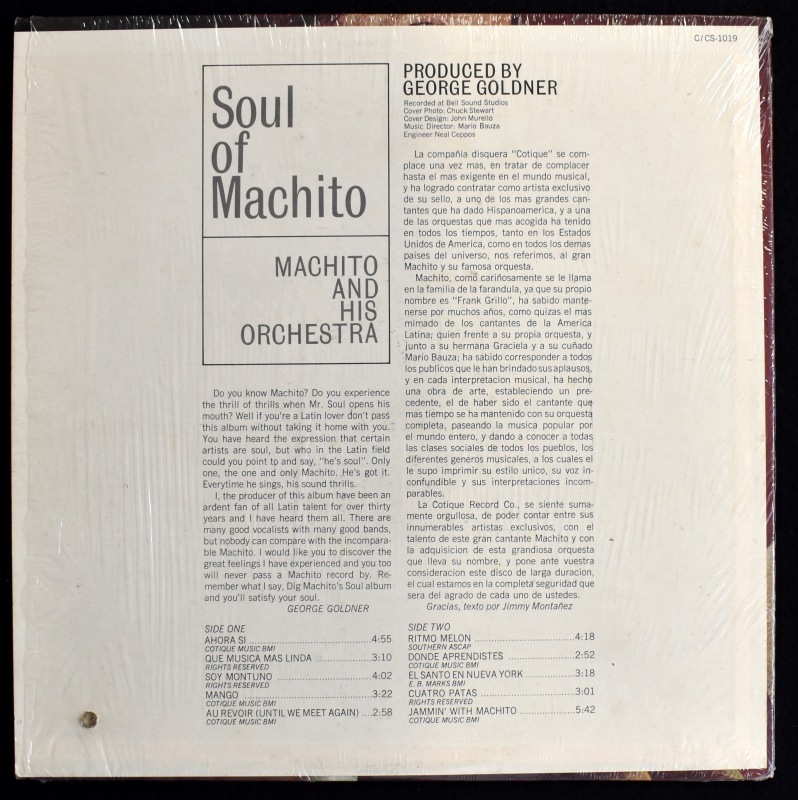 C/CS-1019
Soul
of
Machito
MACHITO
AND
HIS
ORCHESTRA
Do you know Machito? Do you experience
the thrill of thrills when Mr. Soul opens his
mouth? Well if you're a Latin lover don't pass
this album without taking it home with you.
You have heard the expression that certain
artists are soul, but who in the Latin field
could you point to and say, "he's soul". Only
one, the one and only Machito. He's got it.
Everytime he sings, his sound thrills.
I, the producer of this album have been an
ardent fan of all Latin talent for over thirty
years and I have heard them all. There are
many good vocalists with many good bands,
but nobody can compare with the incompara-
ble Machito. I would like you to discover the
great feelings I have experienced and you too
will never pass a Machito record by. Re-
member what I say, Dig Machito's Soul album
and you'll satisfy your soul.
GEORGE GOLDNER
PRODUCED BY
GEORGE GOLDNER
Recorded at Bell Sound Studios
Cover Photo: Chuck Stewart
Cover Design: John Murello
Music Director: Mario Bauza
Engineer Neal Ceppos
La compañia disquera "Cotique" se com-
place una vez mas, en tratar de complacer
hasta el mas exigente en el mundo musical,
y ha logrado contratar como artista exclusivo
de su sello, a uno de los mas grandes can-
tantes que ha dado Hispanoamerica, y a una
de las orquestas que mas acogida ha tenido
en todos los tiempos, tanto en los Estados
Unidos de America, como en todos los demas
paises del universo, nos referimos, al gran
Machito y su famosa orquesta.
Machito, como cariñosamente se le llama
en la familia de la farandula, ya que su propio
nombre es "Frank Grillo", ha sabido mante-
nerse por muchos años, como quizas el mas
mimado de los cantantes de la America
Latina; quien frente a su propia orquesta, y
junto a su hermana Graciela y a su cuñado
Mario Bauza; ha sabido corresponder a todos
los publicos que le han brindado sus aplausos,
y en cada interpretacion musical, ha hecho
una obra de arte, estableciendo un pre-
cedente, el de haber sido el cantante que
mas tiempo se ha mantenido con su orquesta
completa, paseando la musica popular por
el mundo entero, y dando a conocer a todas
las clases sociales de todos los pueblos, los
diferentes generos musicales, a los cuales el
le supo imprimir su estilo unico, su voz in-
confundible y sus interpretaciones incom-
parables.
La Cotique Record Co., se siente suma-
mente orgullosa, de poder contar entre sus
innumerables artistas exclusivos, con el
talento de este gran cantante Machito y con
la adquisicion de esta grandiosa orquesta
que lleva su nombre, y pone ante vuestra
consideracion este disco de larga duracion,
el cual estamos en la completa seguridad que
sera del agrado de cada uno de ustedes.
Gracias, texto por Jimmy Montañez
SIDE ONE
AHORA SI ........ 4:55
COTIQUE MUSIC BMI
QUE MUSICA MAS LINDA ........ 3:10
RIGHTS RESERVED
SOY MONTUNO ........ 4:02
RIGHTS RESERVED
MANGO ........ 3:22
COTIQUE MUSIC BMI
AU REVOIR (UNTIL WE MEET AGAIN) .... 2:58
COTIQUE MUSIC BMI
SIDE TWO
RITMO MELON ........ 4:18
SOUTHERN ASCAP
DONDE APRENDISTES ........ 2:52
COTIQUE MUSIC BMI
EL SANTO EN NUEVA YORK ........ 3:18
E. B. MARKS BMI
CUATRO PATAS ........ 3:01
RIGHTS RESERVED
JAMMIN' WITH MACHITO ........ 5:42
COTIQUE MUSIC BMI